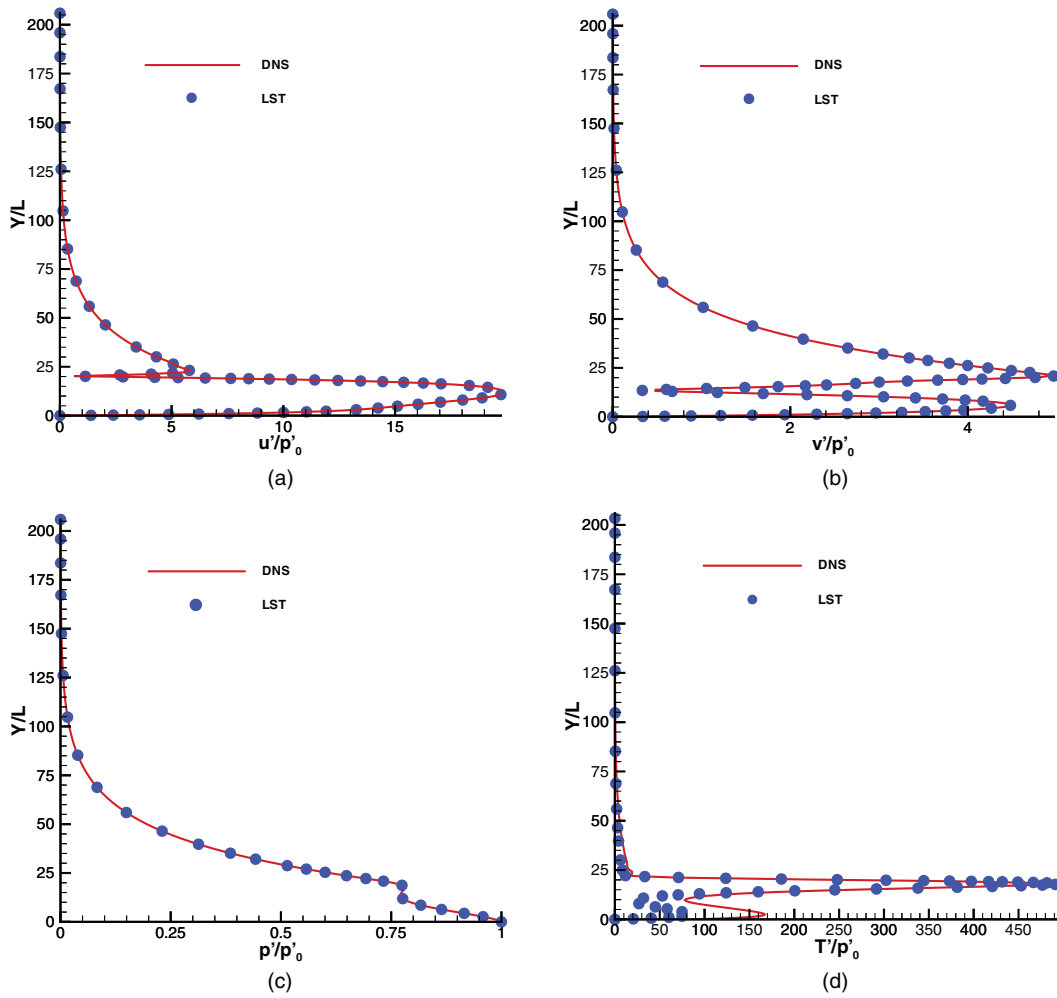 200
175
150
125
100
75
50
25
0
Y/L
DNS
LST
0 5 10 15
u'/p'0
(a)
200
175
150
125
100
75
50
25
0
Y/L
DNS
LST
0 2 4
v'/p'0
(b)
200
175
150
125
100
75
50
25
0
Y/L
DNS
LST
0 0.25 0.5 0.75 1
p'/p'0
(c)
200
175
150
125
100
75
50
25
0
Y/L
DNS
LST
0 50 100 150 200 250 300 350 400 450
T'/p'0
(d)